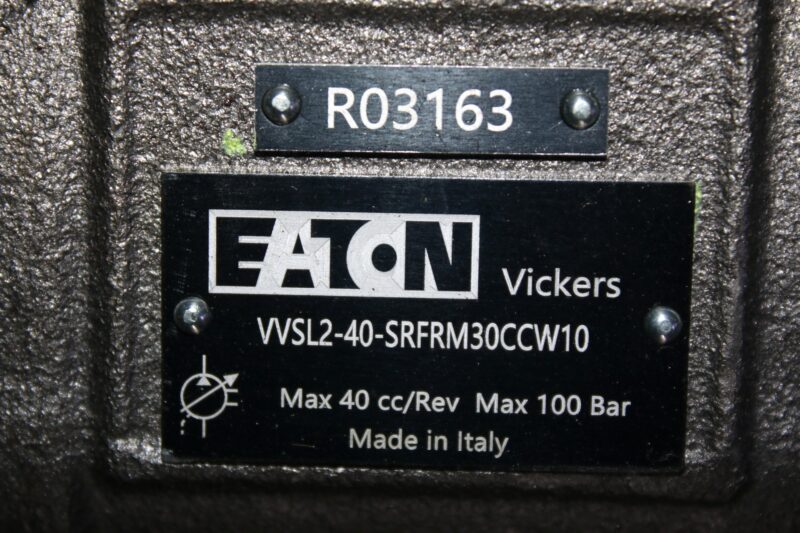 R03163
EATON Vickers
VVSL2-40-SRFRM30CCW10
Max 40 cc/Rev Max 100 Bar
Made in Italy